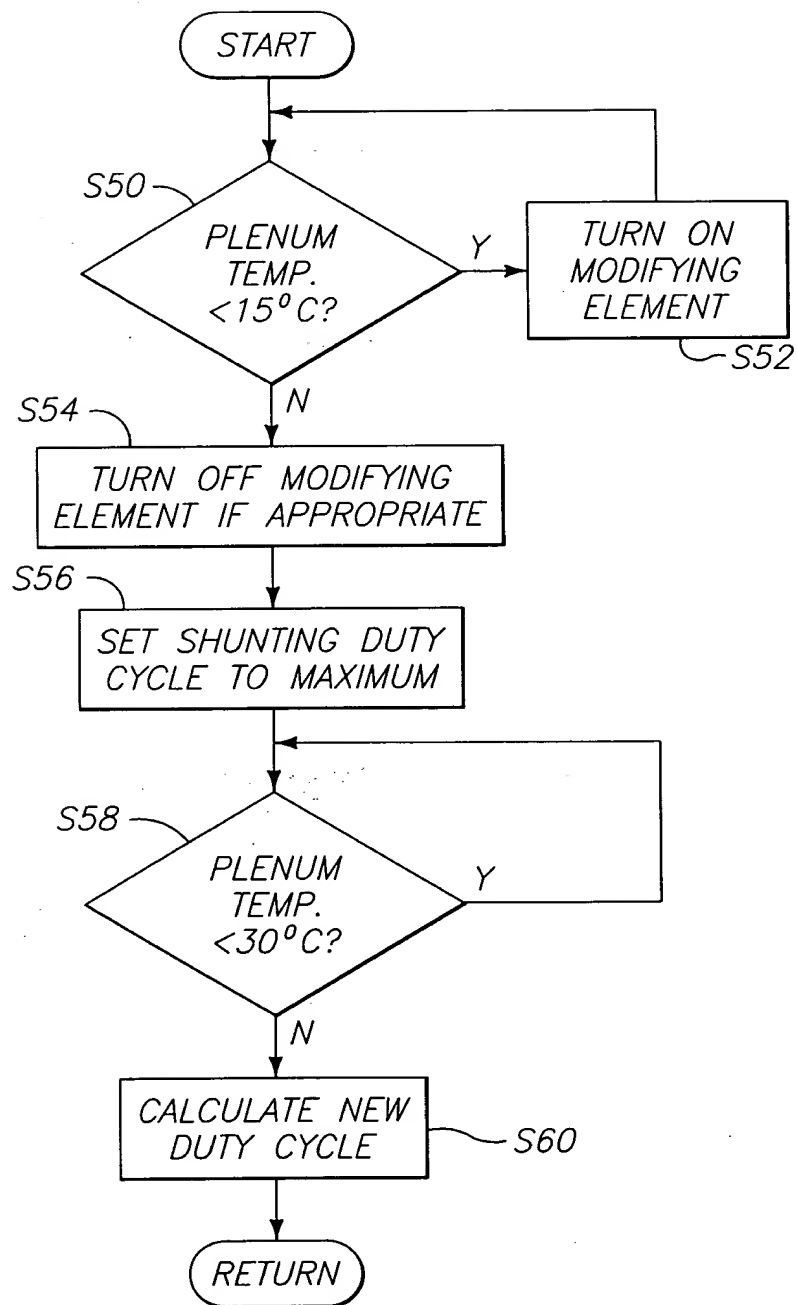 START
S50
PLENUM
TEMP.
<15°C?
Y
TURN ON
MODIFYING
ELEMENT
S52
N
S54
TURN OFF MODIFYING
ELEMENT IF APPROPRIATE
S56
SET SHUNTING DUTY
CYCLE TO MAXIMUM
S58
PLENUM
TEMP.
<30°C?
Y
N
CALCULATE NEW
DUTY CYCLE
S60
RETURN